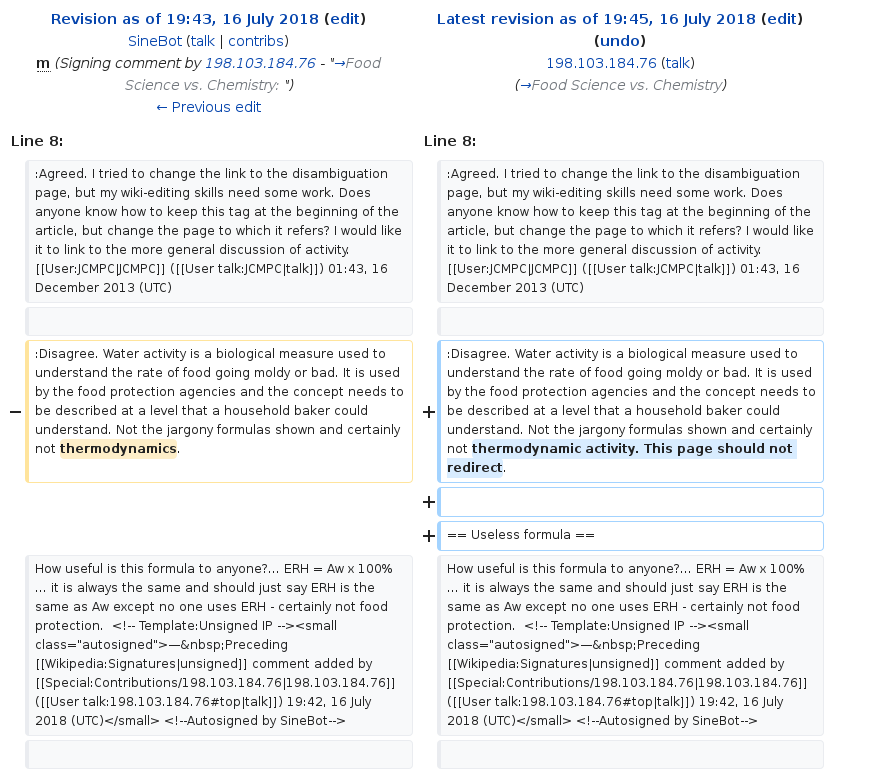 Revision as of 19:43, 16 July 2018 (edit)
SineBot (talk | contribs)
m (Signing comment by 198.103.184.76 - "→Food
Science vs. Chemistry: ")
← Previous edit
Latest revision as of 19:45, 16 July 2018 (edit)
(undo)
198.103.184.76 (talk)
(→Food Science vs. Chemistry)
Line 8:
Line 8:
:Agreed. I tried to change the link to the disambiguation
page, but my wiki-editing skills need some work. Does
anyone know how to keep this tag at the beginning of the
article, but change the page to which it refers? I would like
it to link to the more general discussion of activity.
[[User:JCMPC|JCMPC]] ([[User talk:JCMPC|talk]]) 01:43, 16
December 2013 (UTC)
:Agreed. I tried to change the link to the disambiguation
page, but my wiki-editing skills need some work. Does
anyone know how to keep this tag at the beginning of the
article, but change the page to which it refers? I would like
it to link to the more general discussion of activity.
[[User:JCMPC|JCMPC]] ([[User talk:JCMPC|talk]]) 01:43, 16
December 2013 (UTC)
−
:Disagree. Water activity is a biological measure used to
understand the rate of food going moldy or bad. It is used
by the food protection agencies and the concept needs to
be described at a level that a household baker could
understand. Not the jargony formulas shown and certainly
not thermodynamics.
+
:Disagree. Water activity is a biological measure used to
understand the rate of food going moldy or bad. It is used
by the food protection agencies and the concept needs to
be described at a level that a household baker could
understand. Not the jargony formulas shown and certainly
not thermodynamic activity. This page should not
redirect.
+
+
== Useless formula ==
How useful is this formula to anyone?... ERH = Aw x 100%
... it is always the same and should just say ERH is the
same as Aw except no one uses ERH - certainly not food
protection.  <!-- Template:Unsigned IP --><small
class="autosigned">—&nbsp;Preceding
[[Wikipedia:Signatures|unsigned]] comment added by
[[Special:Contributions/198.103.184.76|198.103.184.76]]
([[User talk:198.103.184.76#top|talk]]) 19:42, 16 July
2018 (UTC)</small> <!--Autosigned by SineBot-->
How useful is this formula to anyone?... ERH = Aw x 100%
... it is always the same and should just say ERH is the
same as Aw except no one uses ERH - certainly not food
protection.  <!-- Template:Unsigned IP --><small
class="autosigned">—&nbsp;Preceding
[[Wikipedia:Signatures|unsigned]] comment added by
[[Special:Contributions/198.103.184.76|198.103.184.76]]
([[User talk:198.103.184.76#top|talk]]) 19:42, 16 July
2018 (UTC)</small> <!--Autosigned by SineBot-->